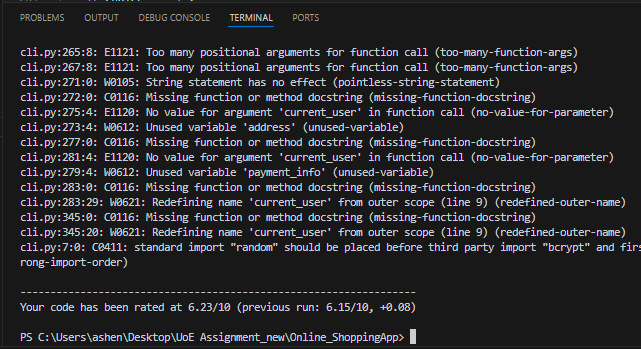 PROBLEMS OUTPUT DEBUG CONSOLE TERMINAL PORTS
cli.py:265:8: E1121: Too many positional arguments for function call (too-many-function-args)
cli.py:267:8: E1121: Too many positional arguments for function call (too-many-function-args)
cli.py:271:0: W0105: String statement has no effect (pointless-string-statement)
cli.py:272:0: C0116: Missing function or method docstring (missing-function-docstring)
cli.py:275:4: E1120: No value for argument 'current_user' in function call (no-value-for-parameter)
cli.py:273:4: W0612: Unused variable 'address' (unused-variable)
cli.py:277:0: C0116: Missing function or method docstring (missing-function-docstring)
cli.py:281:4: E1120: No value for argument 'current_user' in function call (no-value-for-parameter)
cli.py:279:4: W0612: Unused variable 'payment_info' (unused-variable)
cli.py:283:0: C0116: Missing function or method docstring (missing-function-docstring)
cli.py:283:29: W0621: Redefining name 'current_user' from outer scope (line 9) (redefined-outer-name)
cli.py:345:0: C0116: Missing function or method docstring (missing-function-docstring)
cli.py:345:20: W0621: Redefining name 'current_user' from outer scope (line 9) (redefined-outer-name)
cli.py:7:0: C0411: standard import "random" should be placed before third party import "bcrypt" and firs
rong-import-order)
------------------------------------------------------------------
Your code has been rated at 6.23/10 (previous run: 6.15/10, +0.08)
PS C:\Users\ashen\Desktop\UoE Assignment_new\Online_ShoppingApp>